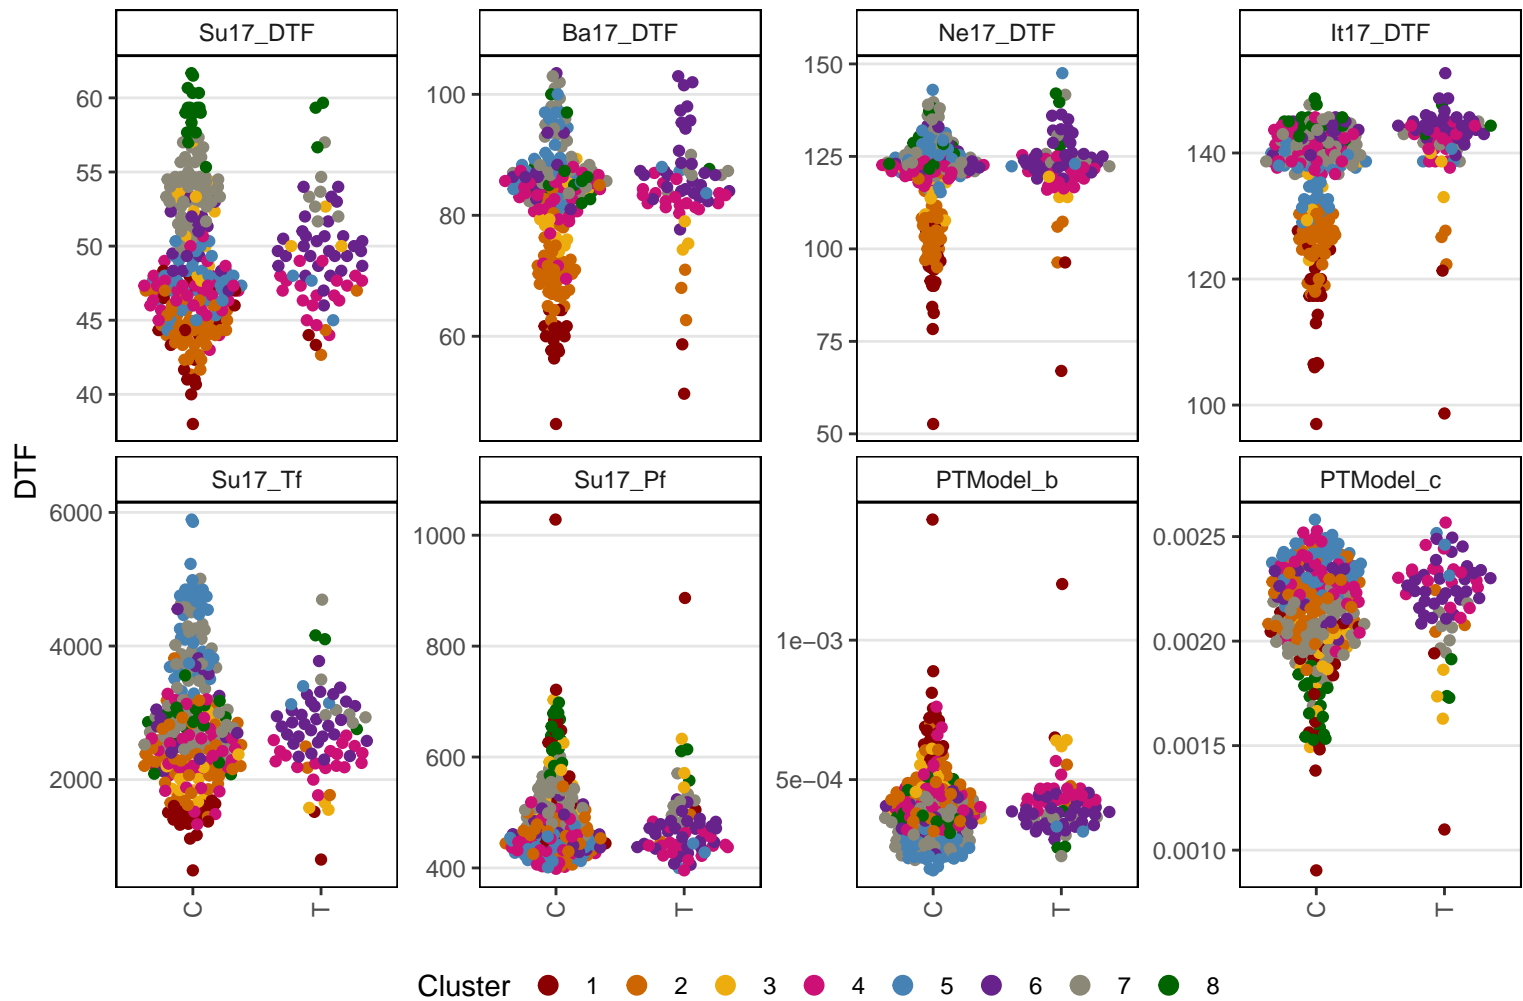 Su17_DTF
Ba17_DTF
Ne17_DTF
It17_DTF
60
55
50
45
40
100
80
60
150
125
100
75
50
140
120
100
DTF
Su17_Tf
Su17_Pf
PTModel_b
PTModel_c
6000
4000
2000
1000
800
600
400
1e−03
5e−04
0.0025
0.0020
0.0015
0.0010
C T C T C T C T
Cluster 1 2 3 4 5 6 7 8